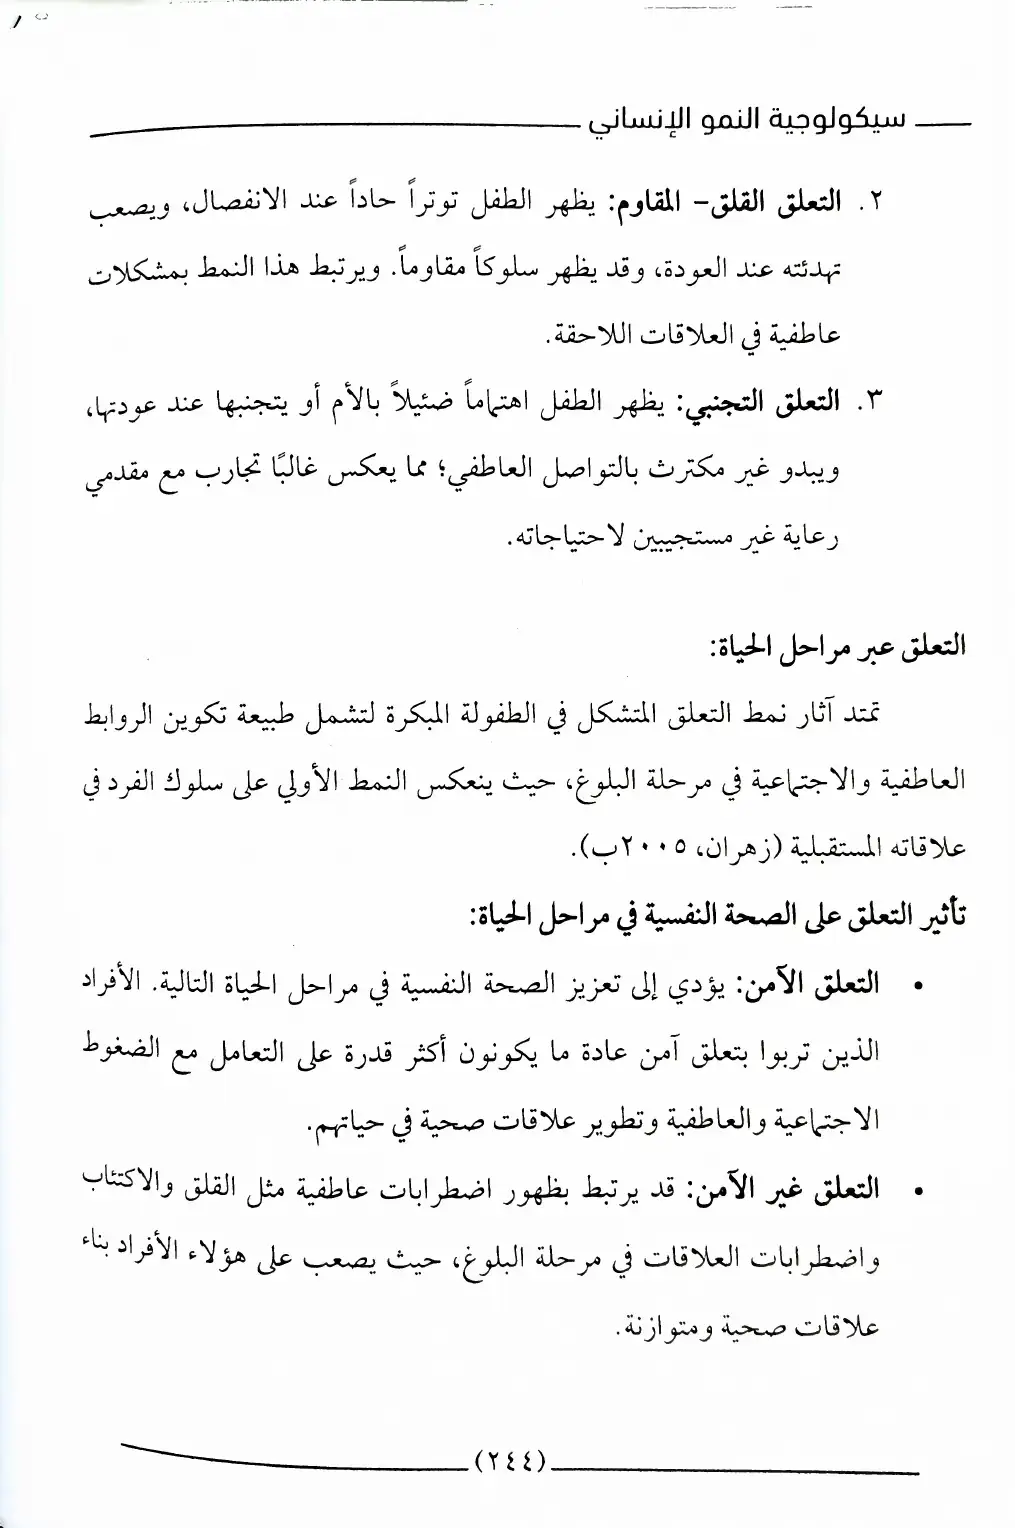 سيكولوجية النمو الإنساني
٢. التعلق القلق- المقاوم: يظهر الطفل توتراً حاداً عند الانفصال، ويصعب
تهدئته عند العودة، وقد يظهر سلوكاً مقاوماً. ويرتبط هذا النمط بمشكلات
عاطفية في العلاقات اللاحقة.
٣. التعلق التجنبي: يظهر الطفل اهتماماً ضئيلاً بالأم أو يتجنبها عند عودتها،
ويبدو غير مكترث بالتواصل العاطفي؛ مما يعكس غالبًا تجارب مع مقدمي
رعاية غير مستجيبين لاحتياجاته.
التعلق عبر مراحل الحياة:
تمتد آثار نمط التعلق المتشكل في الطفولة المبكرة لتشمل طبيعة تكوين الروابط
العاطفية والاجتماعية في مرحلة البلوغ، حيث ينعكس النمط الأولي على سلوك الفرد في
علاقاته المستقبلية (زهران، ٢٠٠٥ب).
تأثير التعلق على الصحة النفسية في مراحل الحياة:
• التعلق الآمن: يؤدي إلى تعزيز الصحة النفسية في مراحل الحياة التالية. الأفراد
الذين تربوا بتعلق آمن عادة ما يكونون أكثر قدرة على التعامل مع الضغوط
الاجتماعية والعاطفية وتطوير علاقات صحية في حياتهم.
• التعلق غير الآمن: قد يرتبط بظهور اضطرابات عاطفية مثل القلق والاكتئاب
واضطرابات العلاقات في مرحلة البلوغ، حيث يصعب على هؤلاء الأفراد بناء
علاقات صحية ومتوازنة.
(٢٤٤)